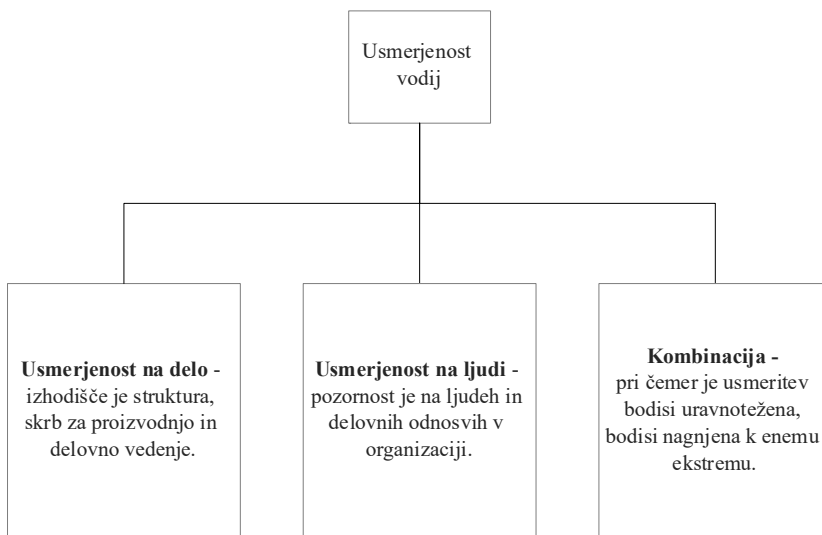 Usmerjenost
vodij
Usmerjenost na delo -
izhodišče je struktura,
skrb za proizvodnjo in
delovno vedenje.
Usmerjenost na ljudi -
pozornost je na ljudeh in
delovnih odnosvih v
organizaciji.
Kombinacija -
pri čemer je usmeritev
bodisi uravnotežena,
bodisi nagnjena k enemu
ekstremu.